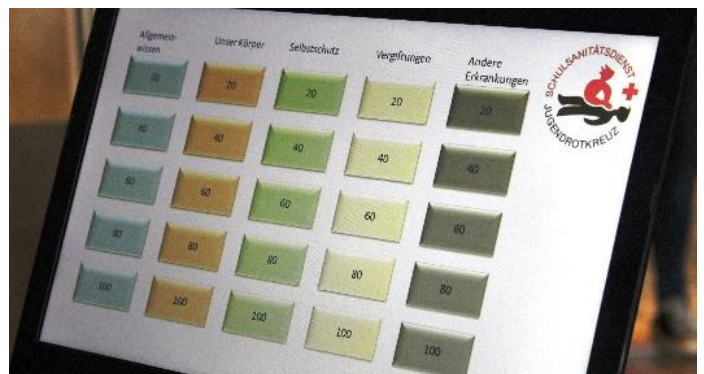 Allgemein-
wissen
Unser Körper
Selbstschutz
Vergiftungen
Andere
Erkrankungen
SCHULSANITÄTSDIENST
JUGENDROTKREUZ
20 20 20 20 20
40 40 40 40 40
60 60 60 60 60
80 80 80 80 80
100 100 100 100 100